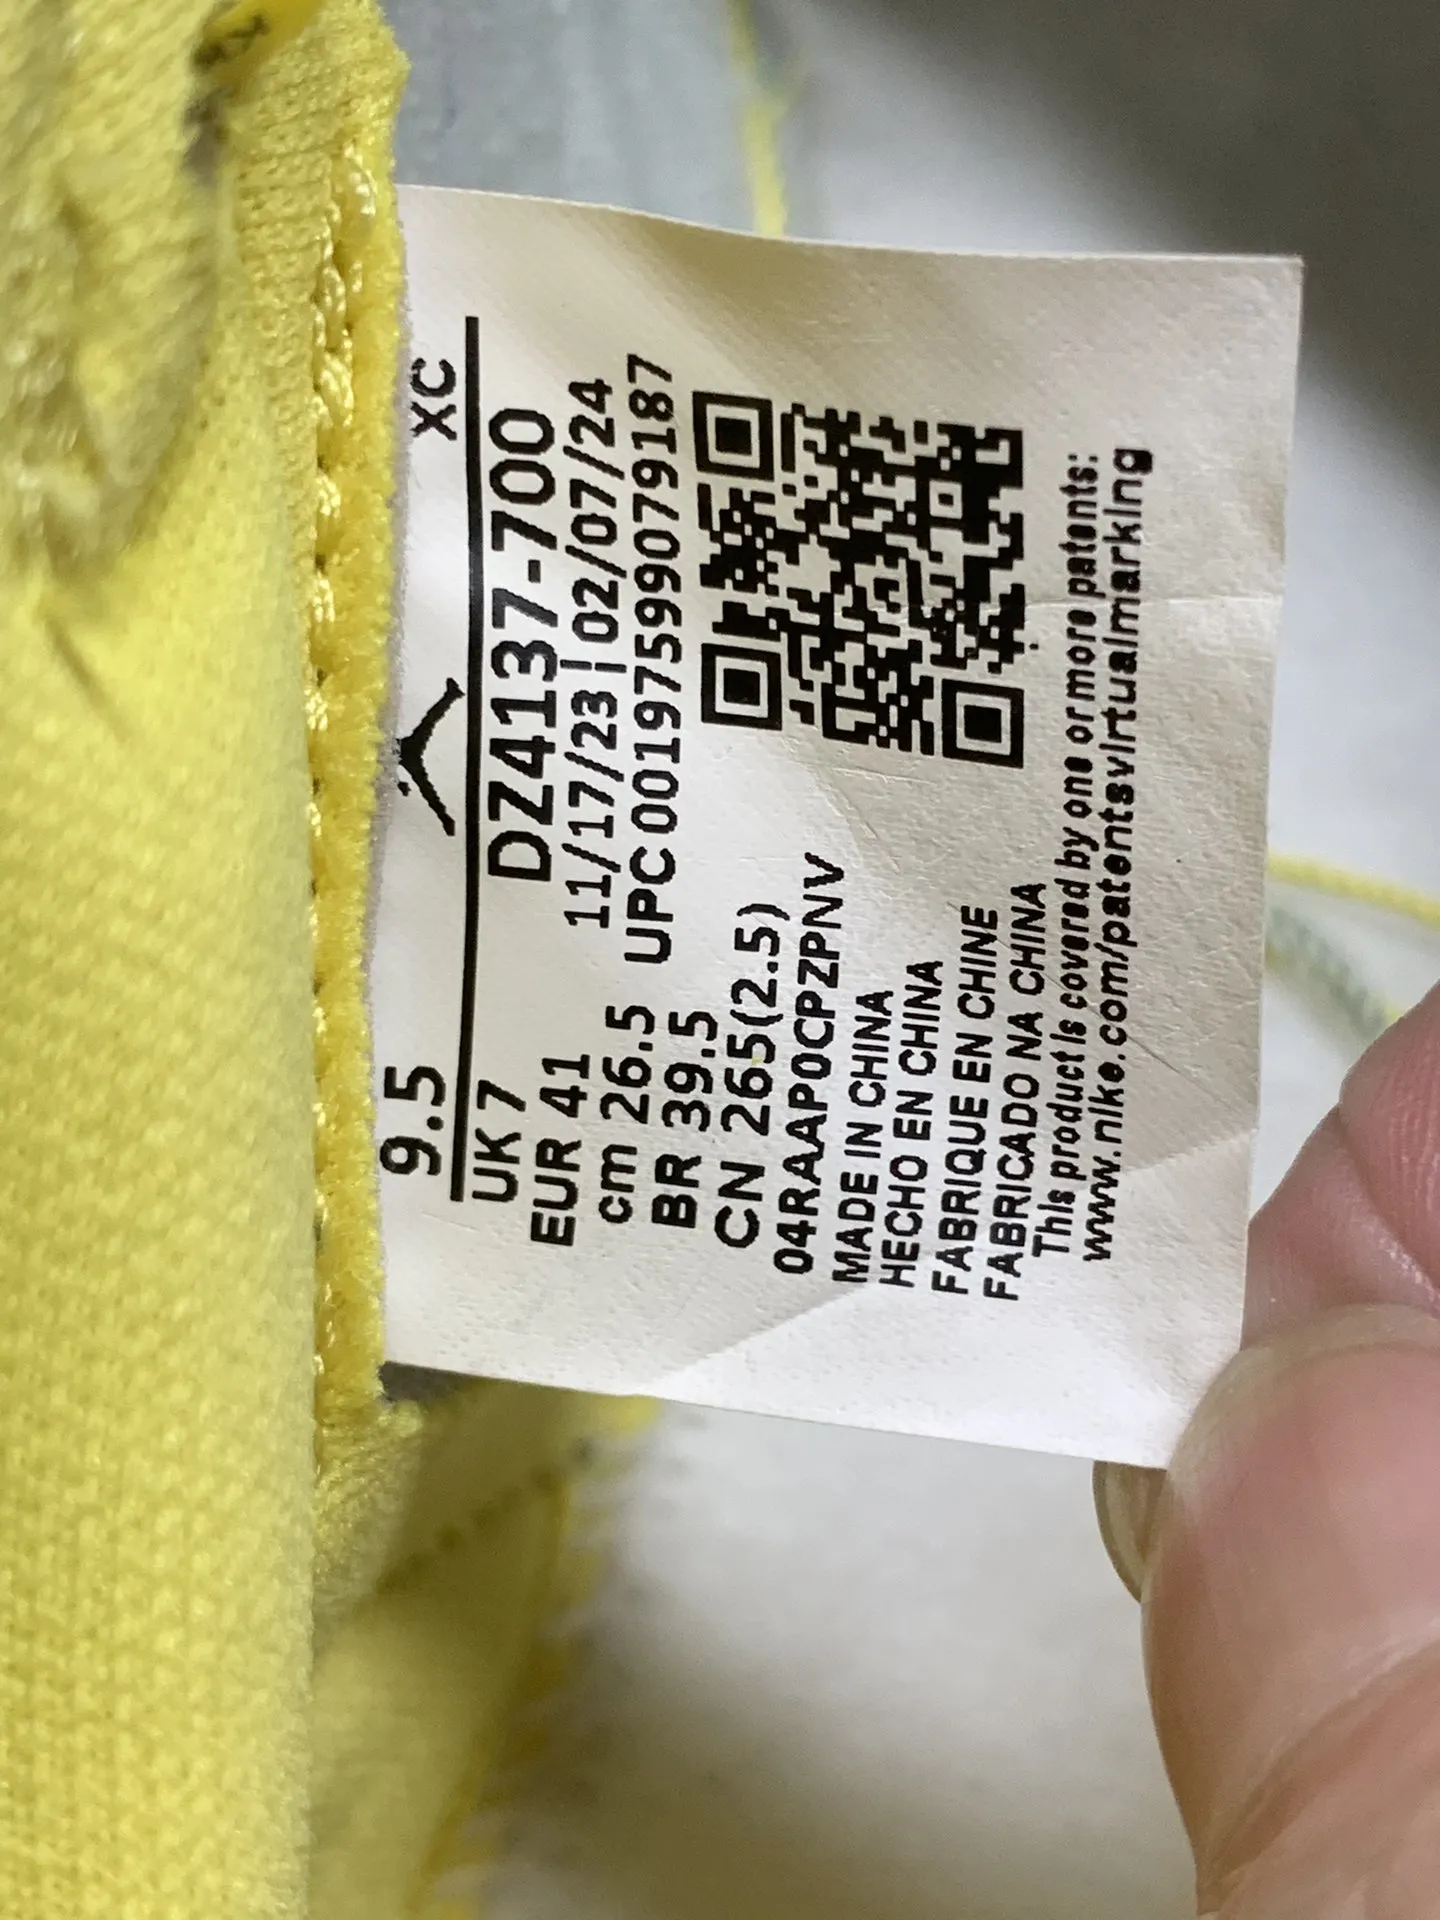 9.5 XC
UK 7 DZ4137-700
EUR 41 11/17/23|02/07/24
cm 26.5 UPC 00197599079187
BR 39.5
CN 265(2.5)
04RAAP0CPZPNV
MADE IN CHINA
HECHO EN CHINA
FABRIQUE EN CHINE
FABRICADO NA CHINA
This product is covered by one ormore patents:
www.nike.com/patentsvirtualmarking